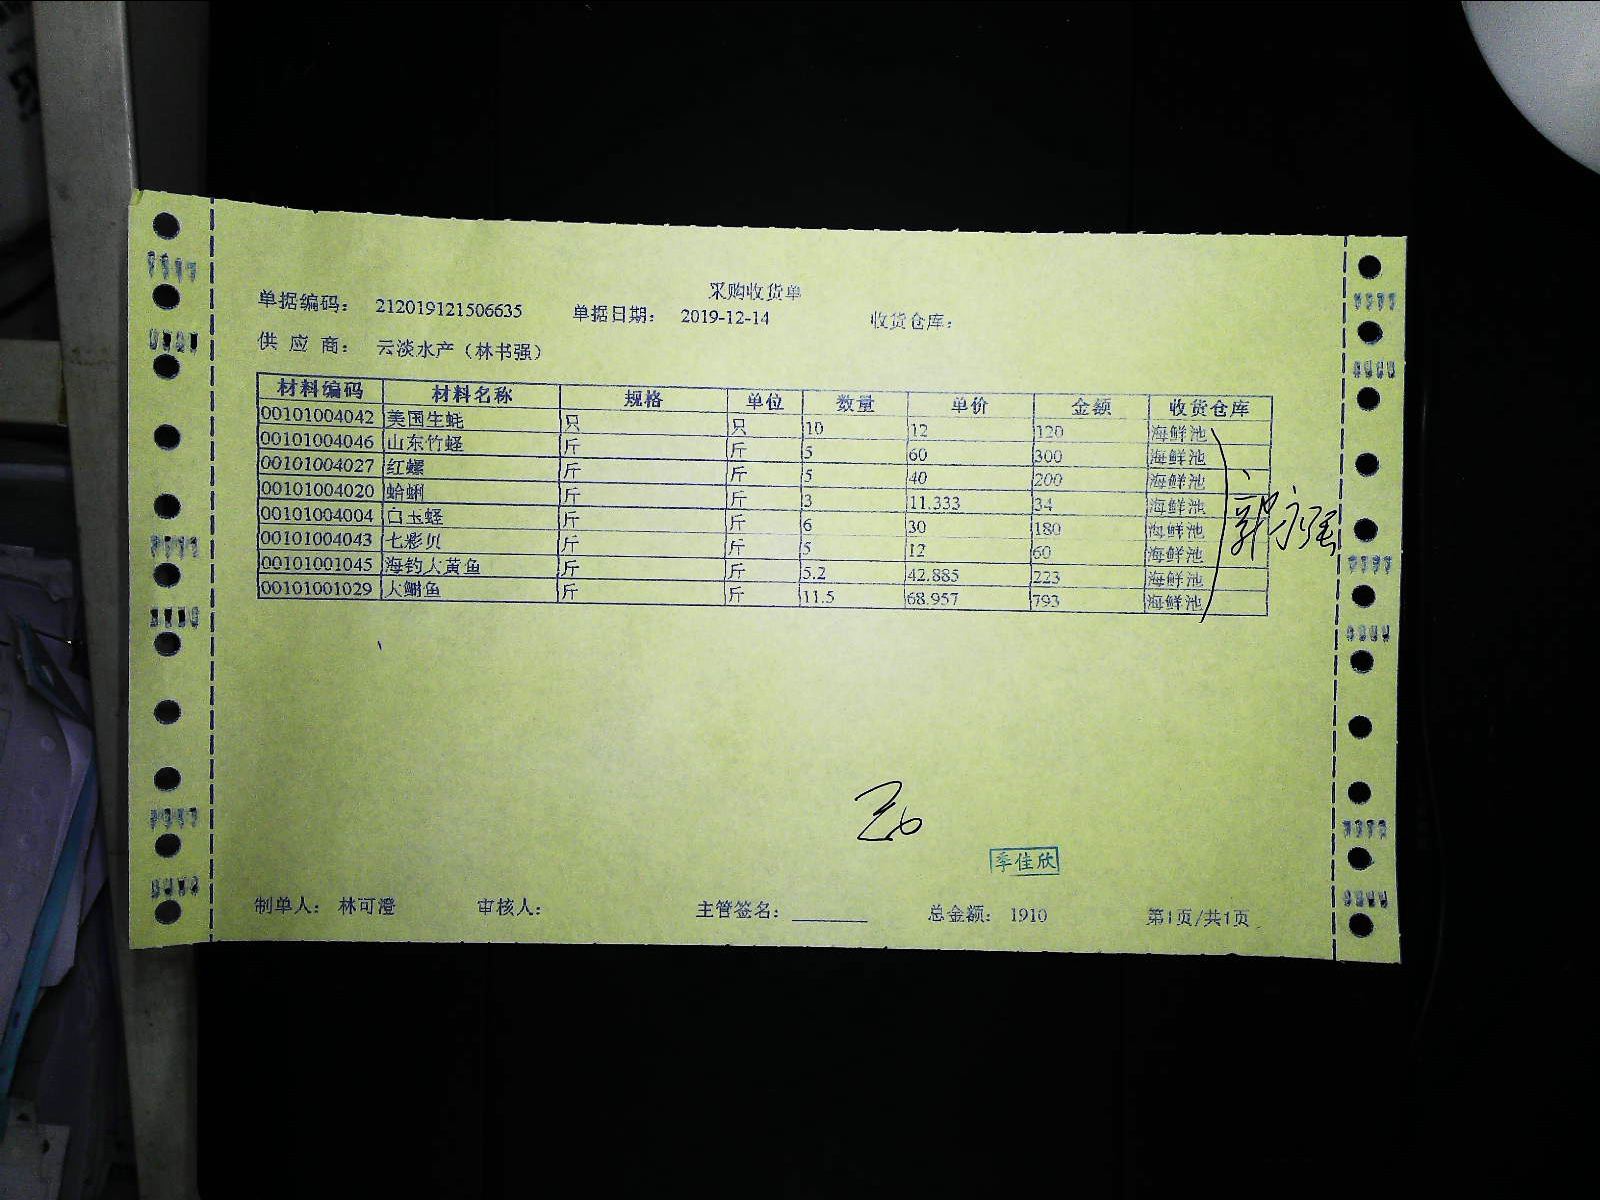 采购收货单
单据编码： 212019121506635 单据日期： 2019-12-14 收货仓库：
供 应 商： 云淡水产（林书强）
材料编码 材料名称 规格 单位 数量 单价 金额 收货仓库
00101004042 美国生蚝 只 只 10 12 120 海鲜池
00101004046 山东竹蛏 斤 斤 5 60 300 海鲜池
00101004027 红螺 斤 斤 5 40 200 海鲜池
00101004020 蛤蜊 斤 斤 3 11.333 34 海鲜池
00101004004 白玉蛏 斤 斤 6 30 180 海鲜池
00101004043 七彩贝 斤 斤 5 12 60 海鲜池
00101001045 海钓大黄鱼 斤 斤 5.2 42.885 223 海鲜池
00101001029 大鮰鱼 斤 斤 11.5 68.957 793 海鲜池
季佳欣
制单人： 林可澄 审核人： 主管签名： 总金额： 1910 第1页/共1页